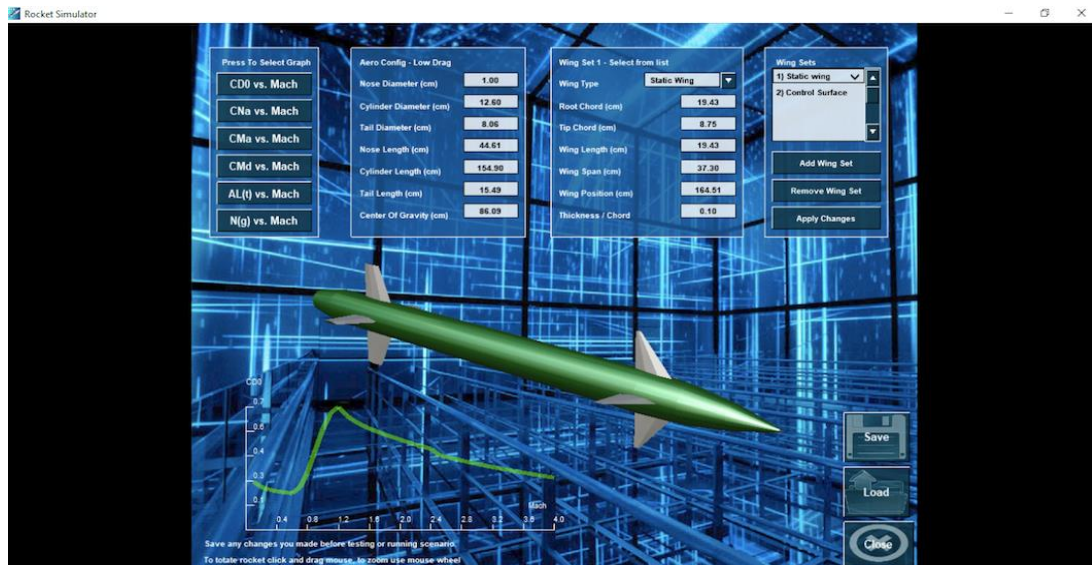 Rocket Simulator
Press To Select Graph
CD0 vs. Mach
CNa vs. Mach
CMa vs. Mach
CMd vs. Mach
AL(t) vs. Mach
N(g) vs. Mach
Aero Config - Low Drag
Nose Diameter (cm) 1.00
Cylinder Diameter (cm) 12.60
Tail Diameter (cm) 8.06
Nose Length (cm) 44.61
Cylinder Length (cm) 154.90
Tail Length (cm) 15.49
Center Of Gravity (cm) 86.09
Wing Set 1 - Select from list
Wing Type Static Wing
Root Chord (cm) 19.43
Tip Chord (cm) 8.75
Wing Length (cm) 19.43
Wing Span (cm) 37.30
Wing Position (cm) 164.51
Thickness / Chord 0.10
Wing Sets
1) Static wing
2) Control Surface
Add Wing Set
Remove Wing Set
Apply Changes
CD0
0.7
0.6
0.4
0.3
0.1
Mach
0.4 0.8 1.2 1.6 2.0 2.4 2.8 3.2 3.6 4.0
Save
Load
Close
Save any changes you made before testing or running scenario.
To totate rocket click and drag mouse, to zoom use mouse wheel